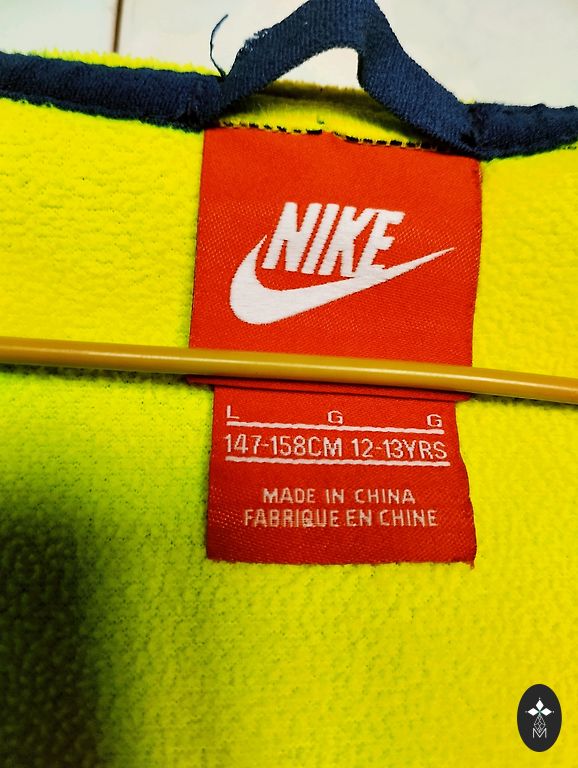 NIKE
L G G
147-158CM 12-13YRS
MADE IN CHINA
FABRIQUE EN CHINE
M